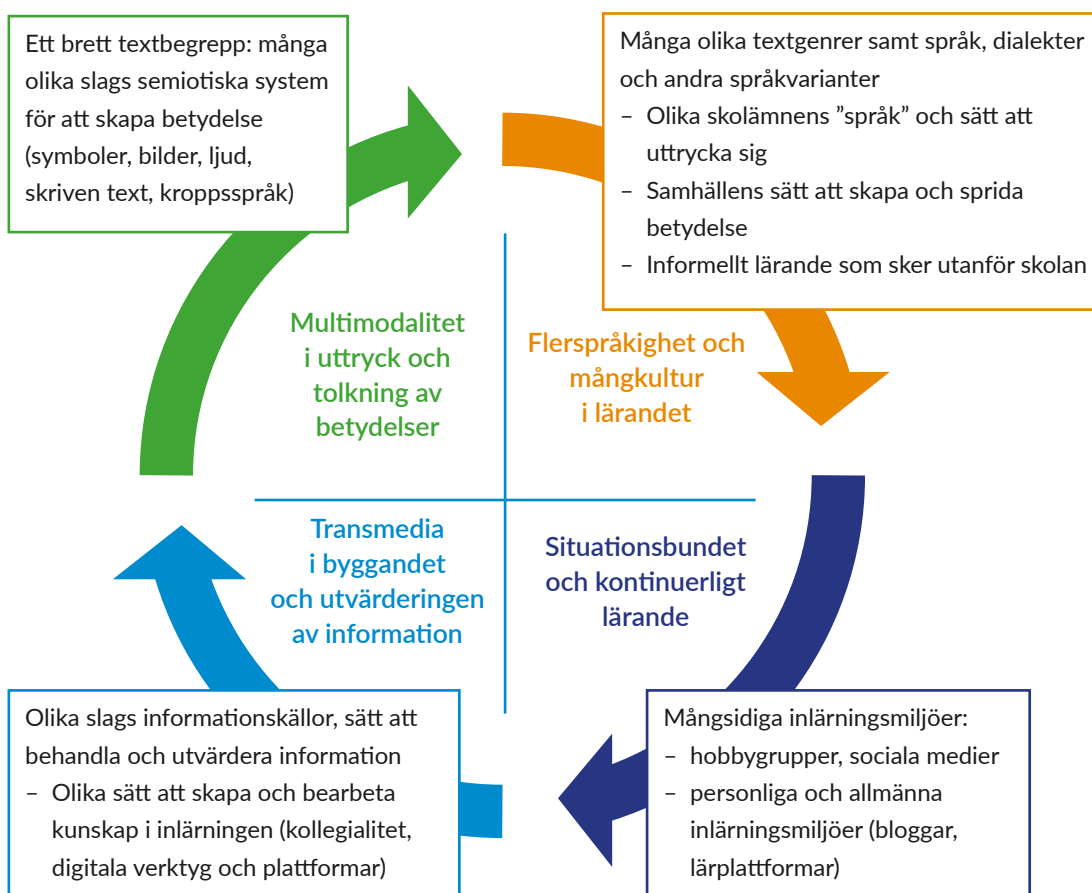 Ett brett textbegrepp: många
olika slags semiotiska system
för att skapa betydelse
(symboler, bilder, ljud,
skriven text, kroppsspråk)
Många olika textgenrer samt språk, dialekter
och andra språkvarianter
– Olika skolämnens ”språk” och sätt att
uttrycka sig
– Samhällens sätt att skapa och sprida
betydelse
– Informellt lärande som sker utanför skolan
Multimodalitet
i uttryck och
tolkning av
betydelser
Flerspråkighet och
mångkultur
i lärandet
Transmedia
i byggandet
och utvärderingen
av information
Situationsbundet
och kontinuerligt
lärande
Olika slags informationskällor, sätt att
behandla och utvärdera information
– Olika sätt att skapa och bearbeta
kunskap i inlärningen (kollegialitet,
digitala verktyg och plattformar)
Mångsidiga inlärningsmiljöer:
– hobbygrupper, sociala medier
– personliga och allmänna
inlärningsmiljöer (bloggar,
lärplattformar)